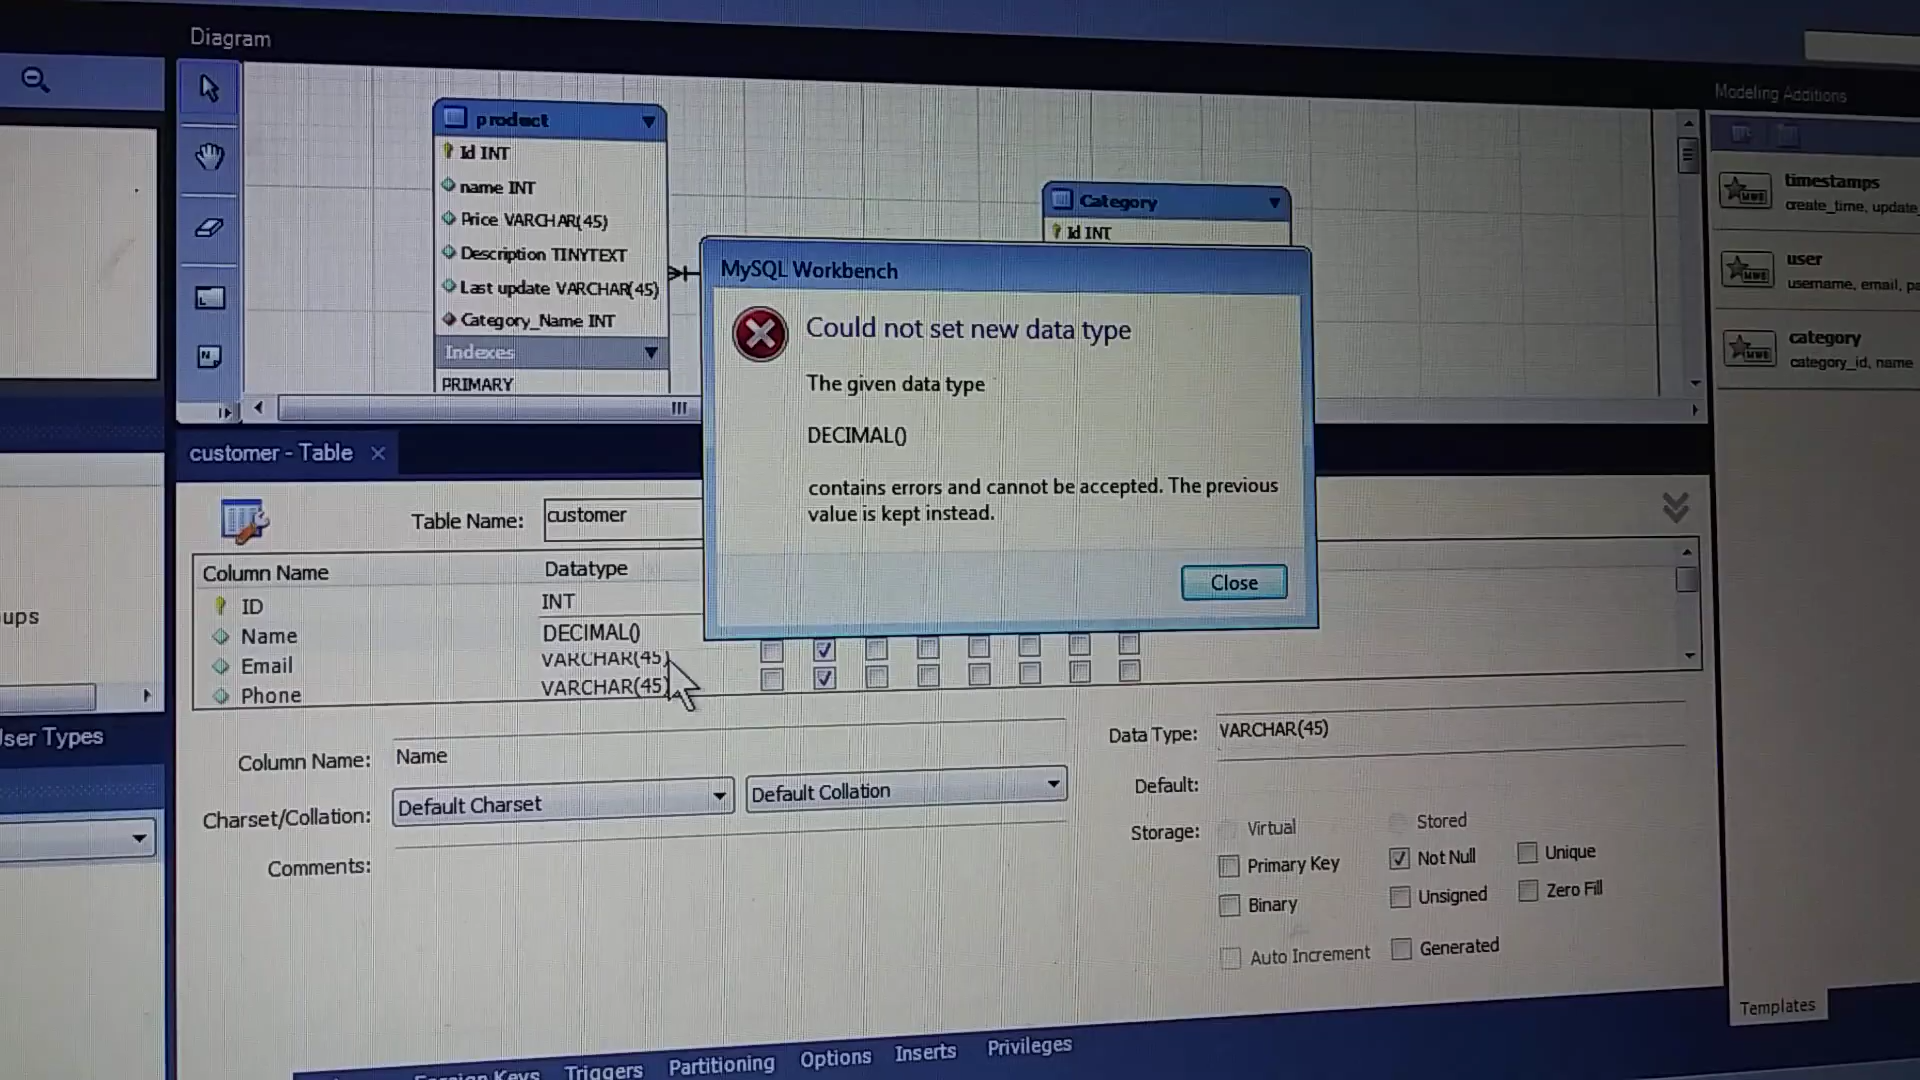 Diagram
Modeling Additions
product
Id INT
name INT
Price VARCHAR(45)
Description TINYTEXT
Last update VARCHAR(45)
Category_Name INT
Indexes
PRIMARY
Category
Id INT
timestamps
create_time, update_
user
username, email, pa
category
category_id, name
MySQL Workbench
Could not set new data type
The given data type
DECIMAL()
contains errors and cannot be accepted. The previous
value is kept instead.
Close
customer - Table
Table Name: customer
Column Name Datatype
ID INT
Name DECIMAL()
Email VARCHAR(45)
Phone VARCHAR(45)
ups
User Types
Column Name: Name
Data Type: VARCHAR(45)
Charset/Collation: Default Charset Default Collation
Default:
Comments:
Storage: Virtual Stored
Primary Key Not Null Unique
Binary Unsigned Zero Fill
Auto Increment Generated
Templates
Foreign Keys Triggers Partitioning Options Inserts Privileges